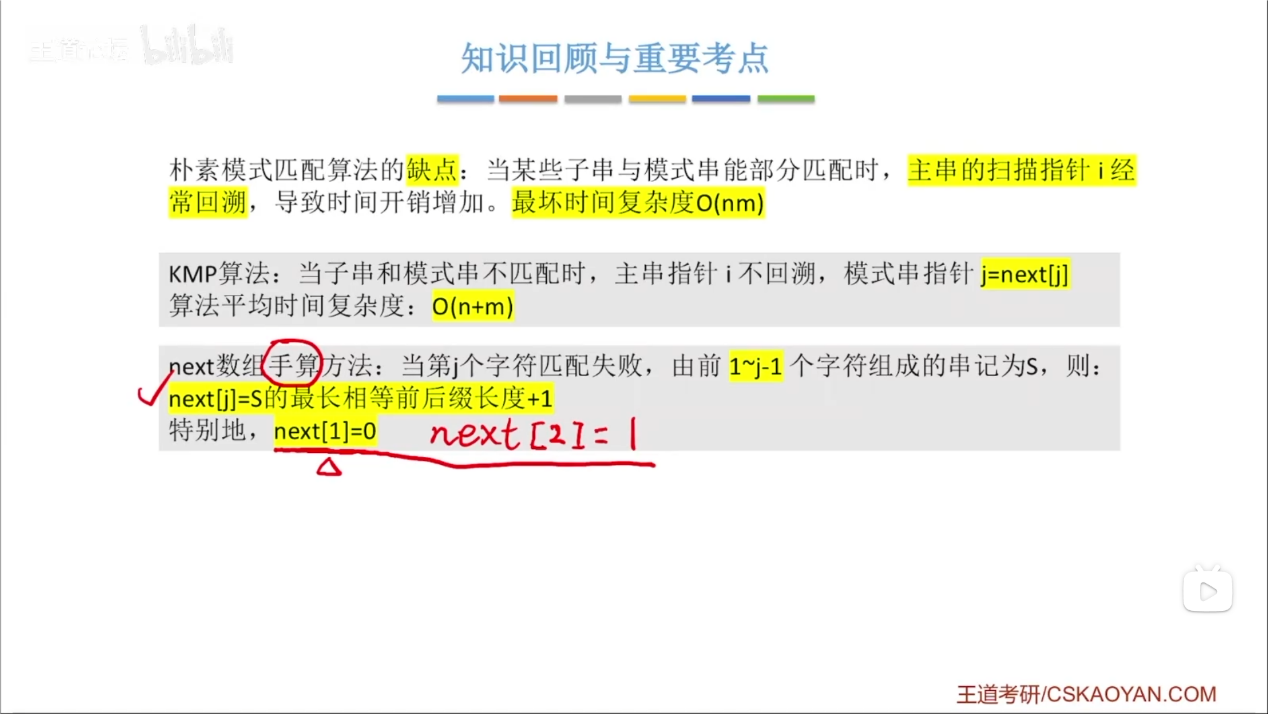 王道论坛 bilibili
知识回顾与重要考点
朴素模式匹配算法的缺点：当某些子串与模式串能部分匹配时，主串的扫描指针 i 经
常回溯，导致时间开销增加。最坏时间复杂度O(nm)
KMP算法：当子串和模式串不匹配时，主串指针 i 不回溯，模式串指针 j=next[j]
算法平均时间复杂度：O(n+m)
next数组手算方法：当第j个字符匹配失败，由前 1~j-1 个字符组成的串记为S，则：
next[j]=S的最长相等前后缀长度+1
特别地，next[1]=0 next[2]=1
王道考研/CSKAOYAN.COM